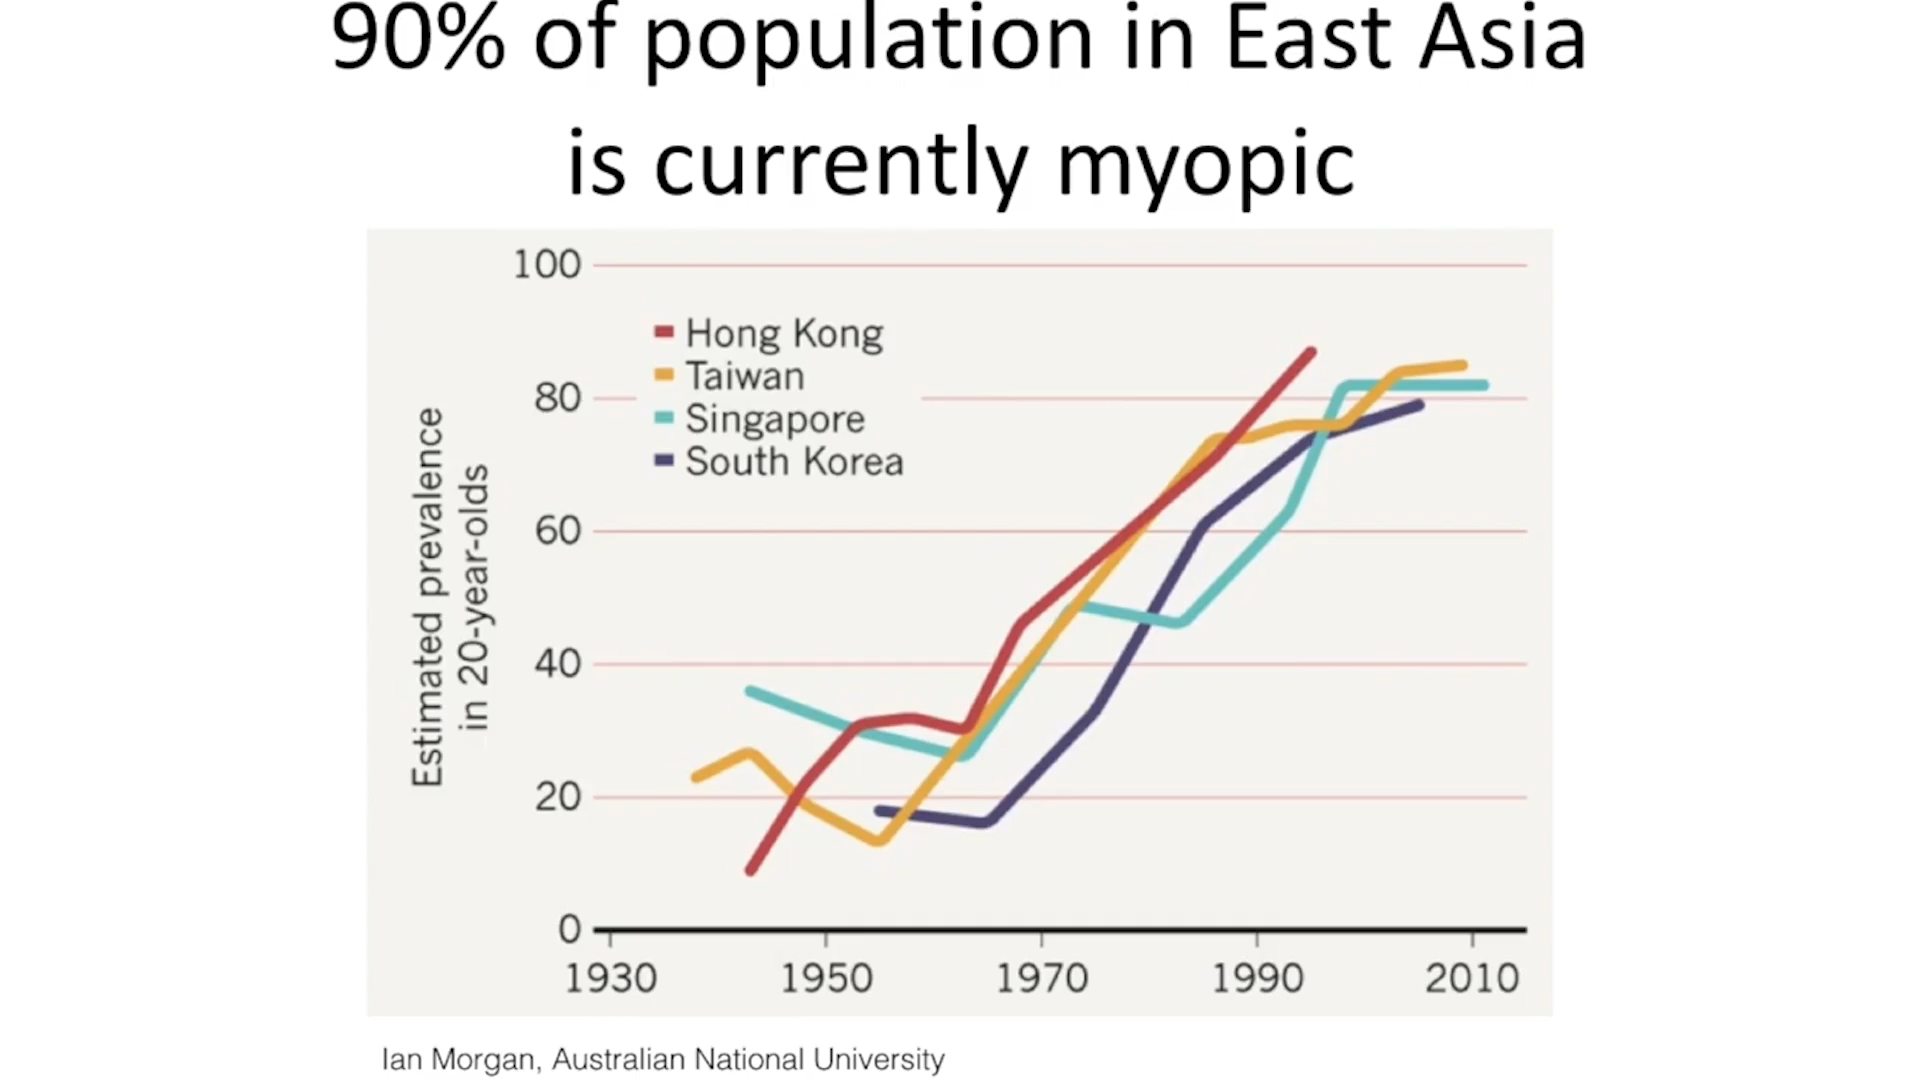 90% of population in East Asia
is currently myopic
100
80
60
40
20
0
Estimated prevalence
in 20-year-olds
Hong Kong
Taiwan
Singapore
South Korea
1930 1950 1970 1990 2010
Ian Morgan, Australian National University